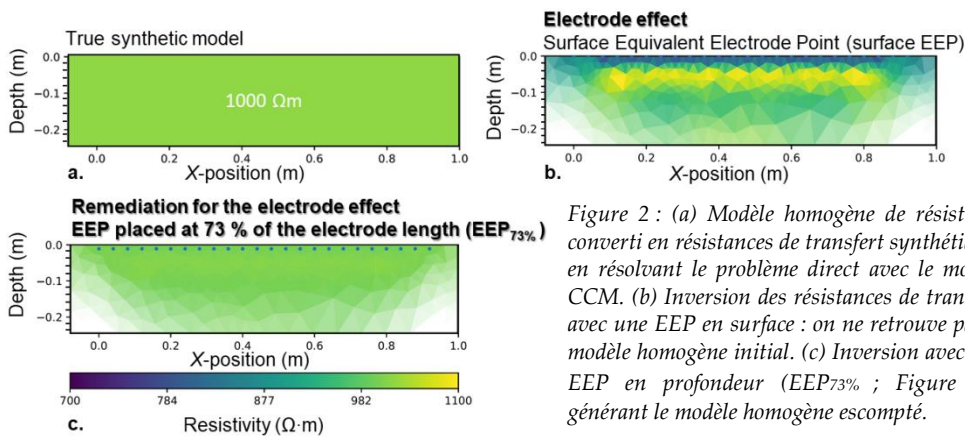 True synthetic model
Depth (m)
0.0
−0.1
−0.2
1000 Ωm
0.0 0.2 0.4 0.6 0.8 1.0
a. X-position (m)
Electrode effect
Surface Equivalent Electrode Point (surface EEP)
Depth (m)
0.0
−0.1
−0.2
0.0 0.2 0.4 0.6 0.8 1.0
b. X-position (m)
Remediation for the electrode effect
EEP placed at 73 % of the electrode length (EEP73%)
Depth (m)
0.0
−0.1
−0.2
0.0 0.2 0.4 0.6 0.8 1.0
X-position (m)
700 784 877 982 1100
c. Resistivity (Ω·m)
Figure 2 : (a) Modèle homogène de
converti en résistances de transfert
en résolvant le problème direct avec le
CCM. (b) Inversion des résistances de
avec une EEP en surface : on ne retrouve
modèle homogène initial. (c) Inversion avec
EEP en profondeur (EEP73% ; Figure
générant le modèle homogène escompté.